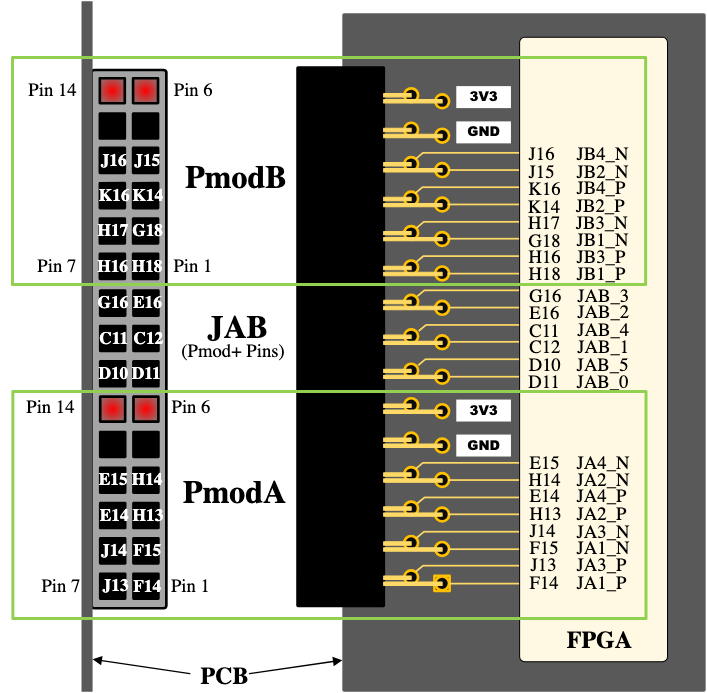 3V3
Pin 14 Pin 6
GND
J16 J15 J16 JB4_N
PmodB J15 JB2_N
K16 K14 K16 JB4_P
K14 JB2_P
H17 G18 H17 JB3_N
G18 JB1_N
Pin 7 H16 H18 Pin 1 H16 JB3_P
H18 JB1_P
G16 E16 G16 JAB_3
E16 JAB_2
JAB C11 JAB_4
C11 C12 C12 JAB_1
(Pmod+ Pins)
D10 JAB_5
D10 D11 D11 JAB_0
Pin 14 Pin 6 3V3
GND
E15 JA4_N
E15 H14 H14 JA2_N
PmodA E14 JA4_P
E14 H13 H13 JA2_P
J14 JA3_N
J14 F15 F15 JA1_N
J13 JA3_P
Pin 7 J13 F14 Pin 1 F14 JA1_P
FPGA
PCB